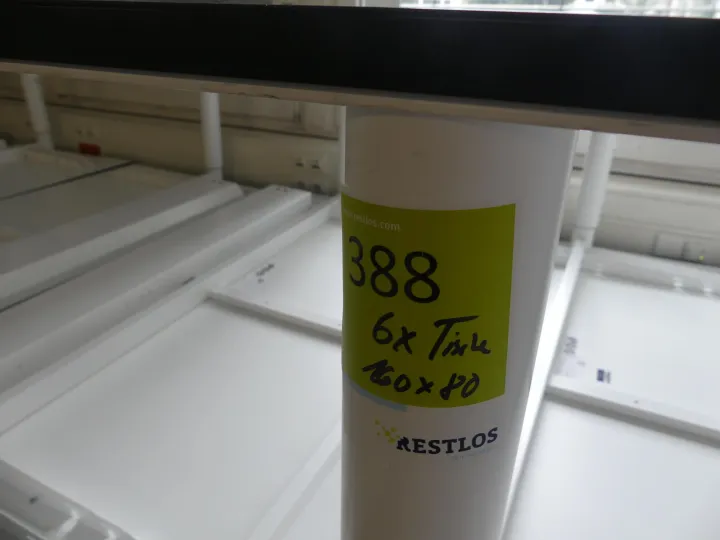 388
6x Tische
160x80
RESTLOS